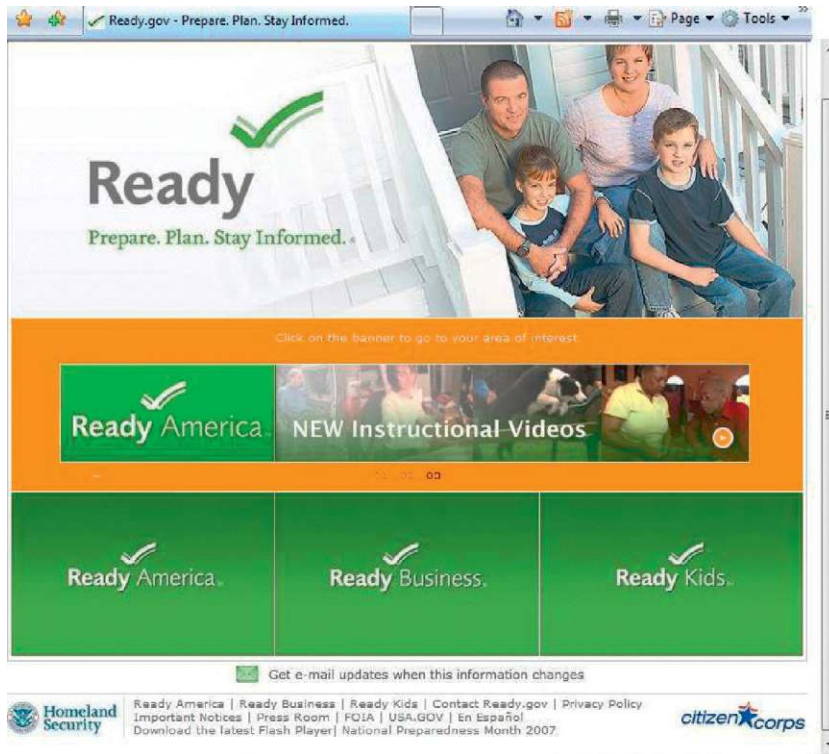 Ready.gov - Prepare. Plan. Stay Informed.
Page
Tools
Ready
Prepare. Plan. Stay Informed.
Click on the banner to go to your area of interest.
Ready America
NEW Instructional Videos
01 02 03
Ready America
Ready Business
Ready Kids
Get e-mail updates when this information changes
Homeland Security
Ready America | Ready Business | Ready Kids | Contact Ready.gov | Privacy Policy
Important Notices | Press Room | FOIA | USA.GOV | En Español
Download the latest Flash Player| National Preparedness Month 2007
citizen corps